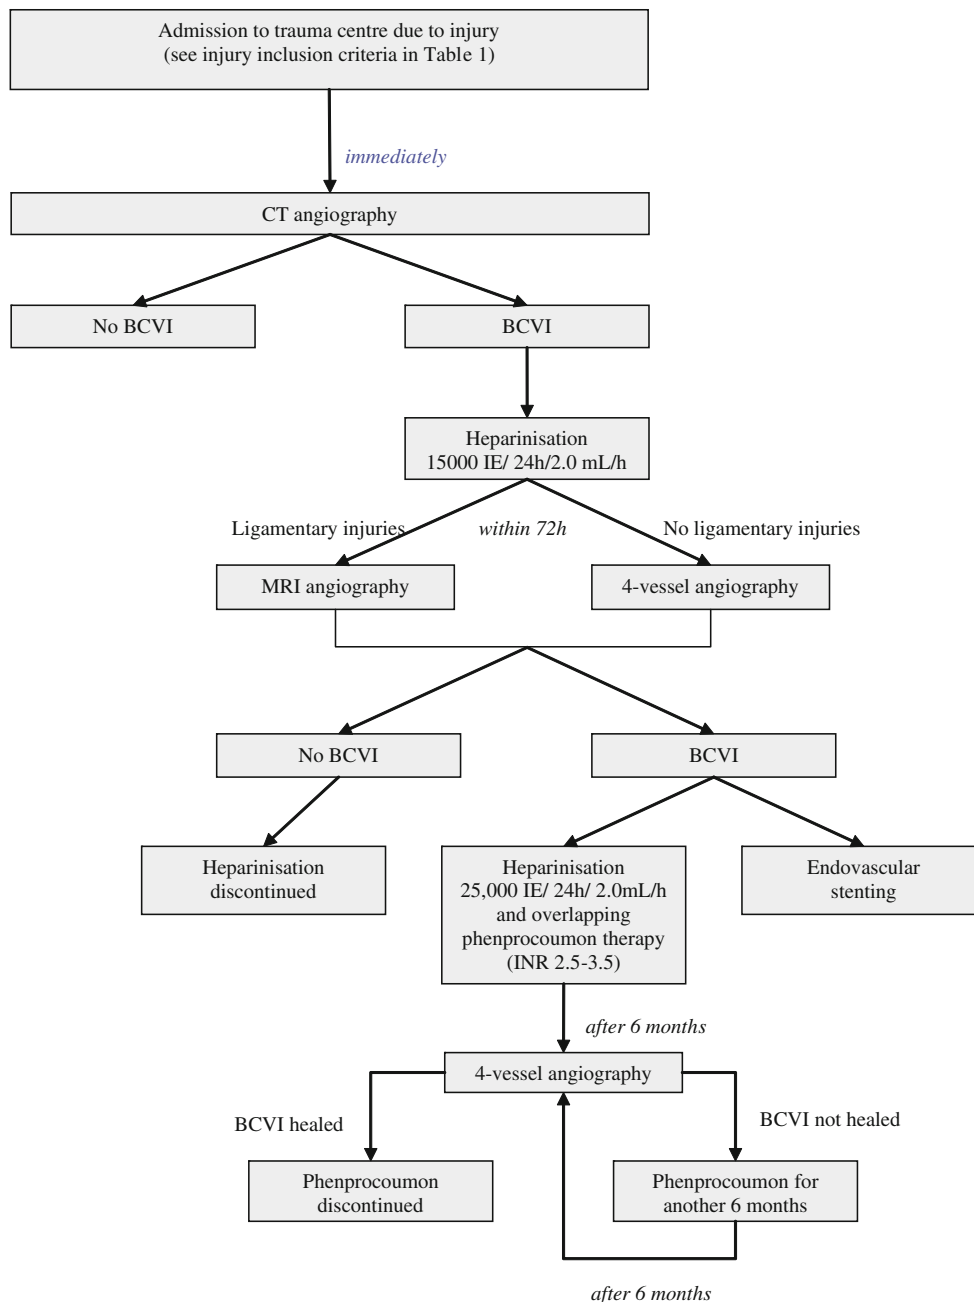 Admission to trauma centre due to injury
(see injury inclusion criteria in Table 1)
immediately
CT angiography
No BCVI
BCVI
Heparinisation
15000 IE/ 24h/2.0 mL/h
Ligamentary injuries
within 72h
No ligamentary injuries
MRI angiography
4-vessel angiography
No BCVI
BCVI
Heparinisation
discontinued
Heparinisation
25,000 IE/ 24h/ 2.0mL/h
and overlapping
phenprocoumon therapy
(INR 2.5-3.5)
Endovascular
stenting
after 6 months
4-vessel angiography
BCVI healed
BCVI not healed
Phenprocoumon
discontinued
Phenprocoumon for
another 6 months
after 6 months